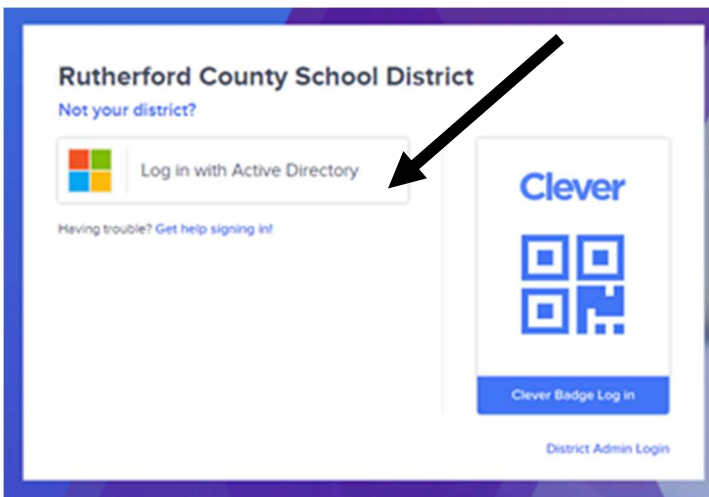 Rutherford County School District
Not your district?
Log in with Active Directory
Having trouble? Get help signing in!
Clever
Clever Badge Log in
District Admin Login